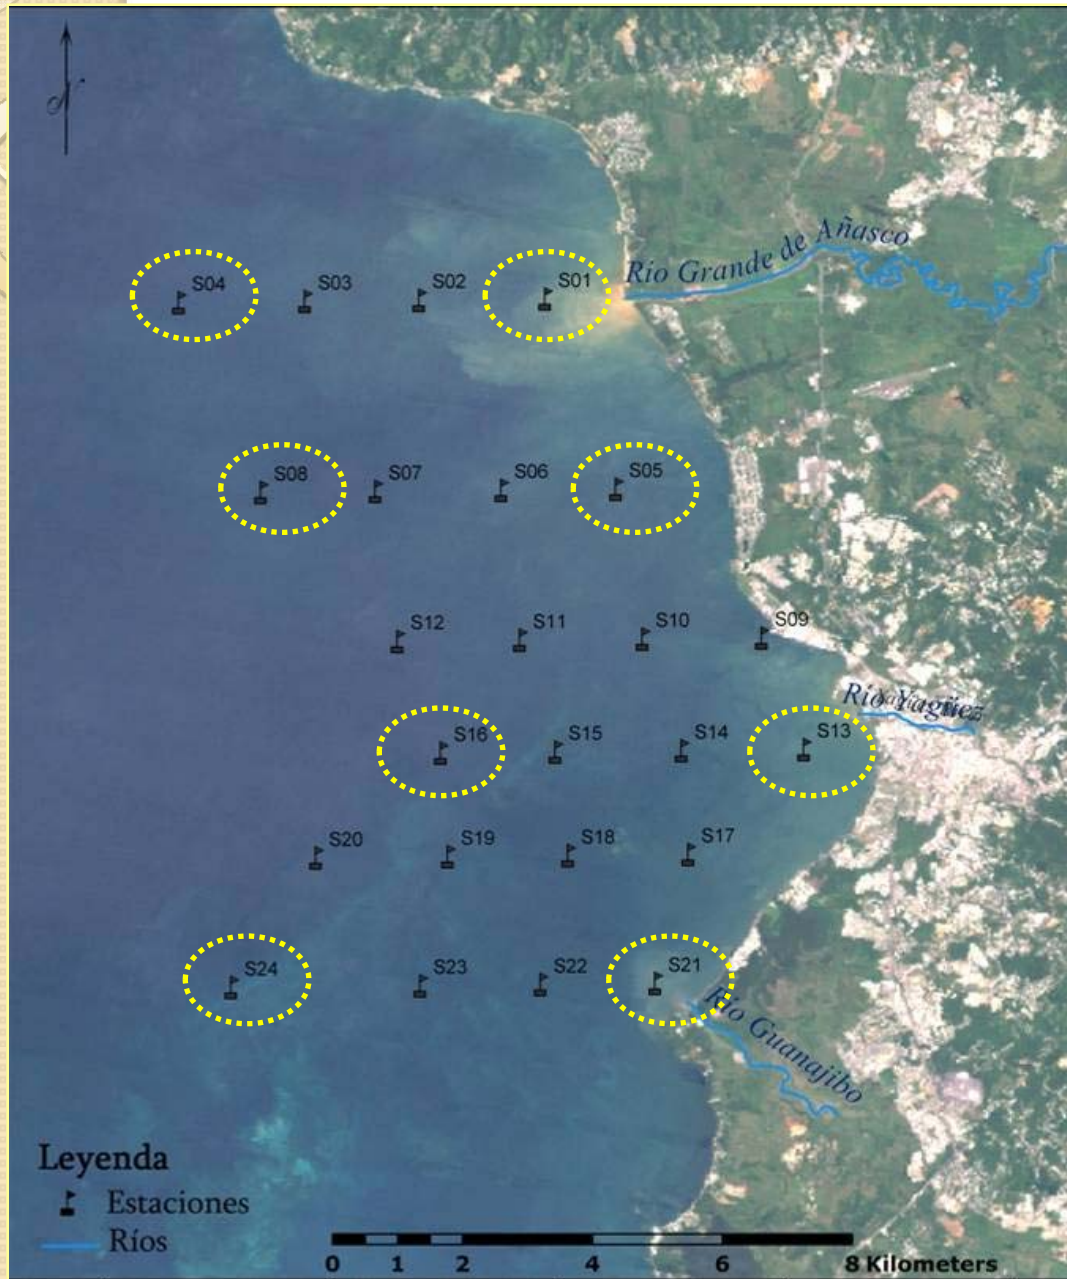 N
Río Grande de Añasco
S04 S03 S02 S01
S08 S07 S06 S05
S12 S11 S10 S09
Río Yagüez
S16 S15 S14 S13
S20 S19 S18 S17
S24 S23 S22 S21
Río Guanajibo
Leyenda
Estaciones
Ríos
0 1 2 4 6 8 Kilometers